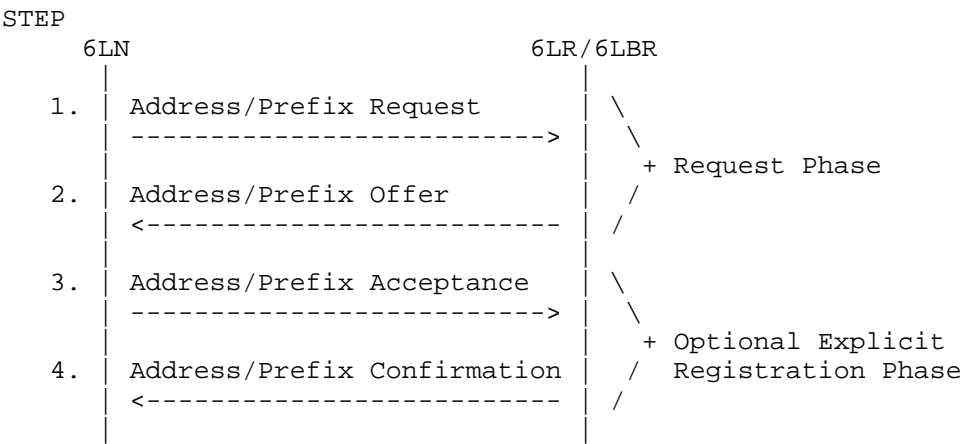 STEP
6LN 6LR/6LBR
1. Address/Prefix Request
+ Request Phase
2. Address/Prefix Offer
3. Address/Prefix Acceptance
+ Optional Explicit
4. Address/Prefix Confirmation Registration Phase